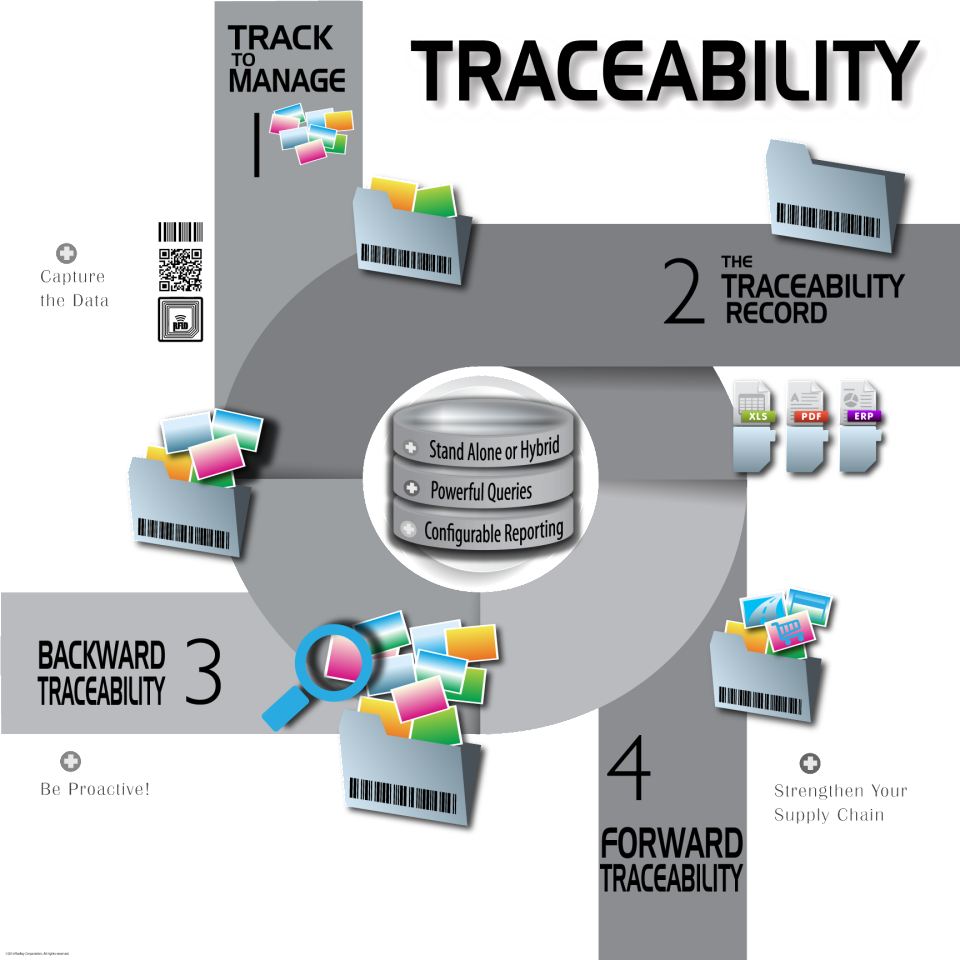 TRACEABILITY
TRACK
TO
MANAGE
1
Capture
the Data
RFID
2
THE
TRACEABILITY
RECORD
XLS
PDF
ERP
Stand Alone or Hybrid
Powerful Queries
Configurable Reporting
BACKWARD
TRACEABILITY
3
Be Proactive!
4
FORWARD
TRACEABILITY
Strengthen Your
Supply Chain